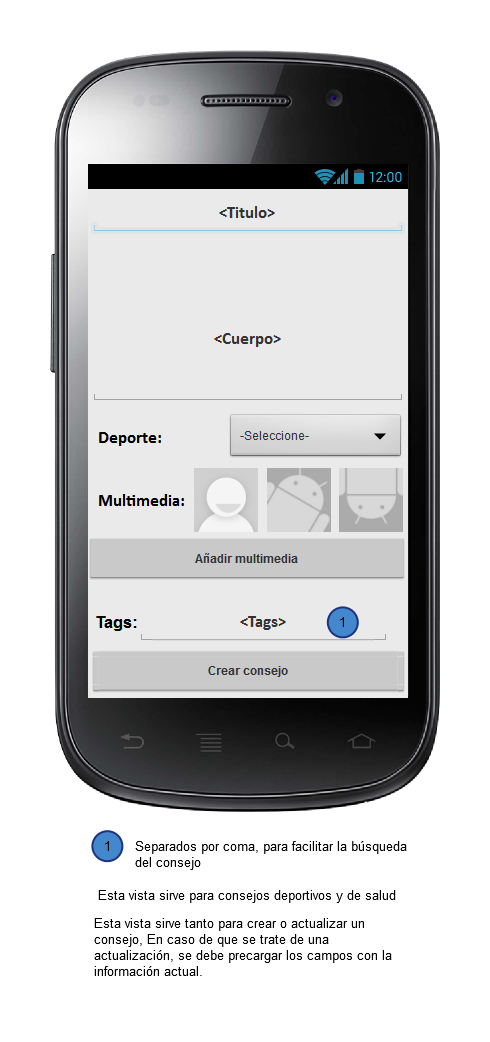 12:00
<Titulo>
<Cuerpo>
Deporte: -Seleccione-
Multimedia:
Añadir multimedia
Tags: <Tags> 1
Crear consejo
1 Separados por coma, para facilitar la búsqueda
del consejo
Esta vista sirve para consejos deportivos y de salud
Esta vista sirve tanto para crear o actualizar un
consejo, En caso de que se trate de una
actualización, se debe precargar los campos con la
información actual.